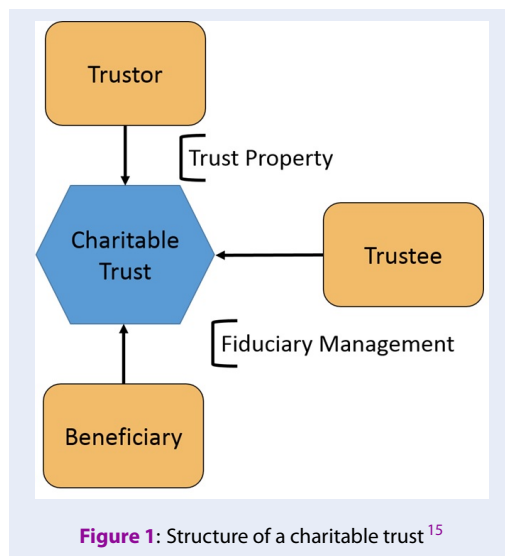 Trustor
Trust Property
Charitable
Trust
Trustee
Fiduciary Management
Beneficiary
Figure 1: Structure of a charitable trust 15